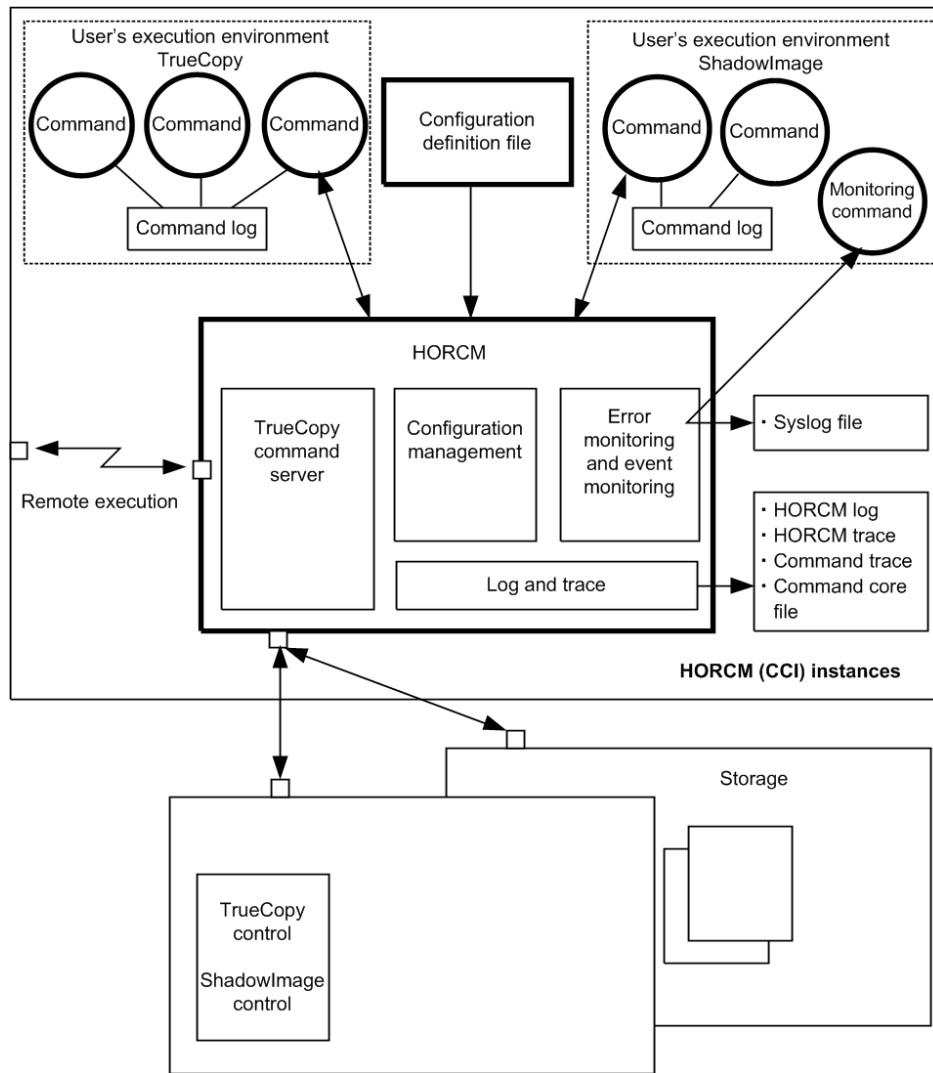 User's execution environment
TrueCopy
Command
Command
Command
Command log
Configuration
definition file
User's execution environment
ShadowImage
Command
Command
Command log
Monitoring
command
HORCM
TrueCopy
command
server
Configuration
management
Error
monitoring
and event
monitoring
Log and trace
· Syslog file
· HORCM log
· HORCM trace
· Command trace
· Command core
file
Remote execution
HORCM (CCI) instances
Storage
TrueCopy
control
ShadowImage
control